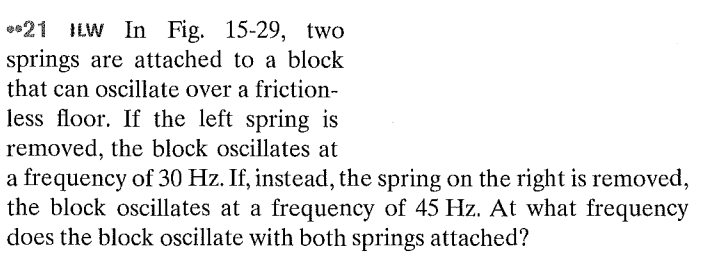 ••21 ILW In Fig. 15-29, two
springs are attached to a block
that can oscillate over a friction-
less floor. If the left spring is
removed, the block oscillates at
a frequency of 30 Hz. If, instead, the spring on the right is removed,
the block oscillates at a frequency of 45 Hz. At what frequency
does the block oscillate with both springs attached?